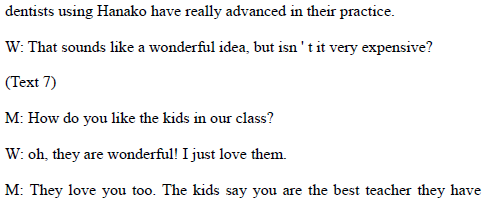 dentists using Hanako have really advanced in their practice.
W: That sounds like a wonderful idea, but isn ' t it very expensive?
(Text 7)
M: How do you like the kids in our class?
W: oh, they are wonderful! I just love them.
M: They love you too. The kids say you are the best teacher they have